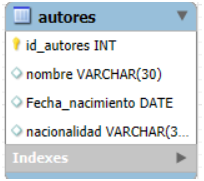 autores
id_autores INT
nombre VARCHAR(30)
Fecha_nacimiento DATE
nacionalidad VARCHAR(3...
Indexes